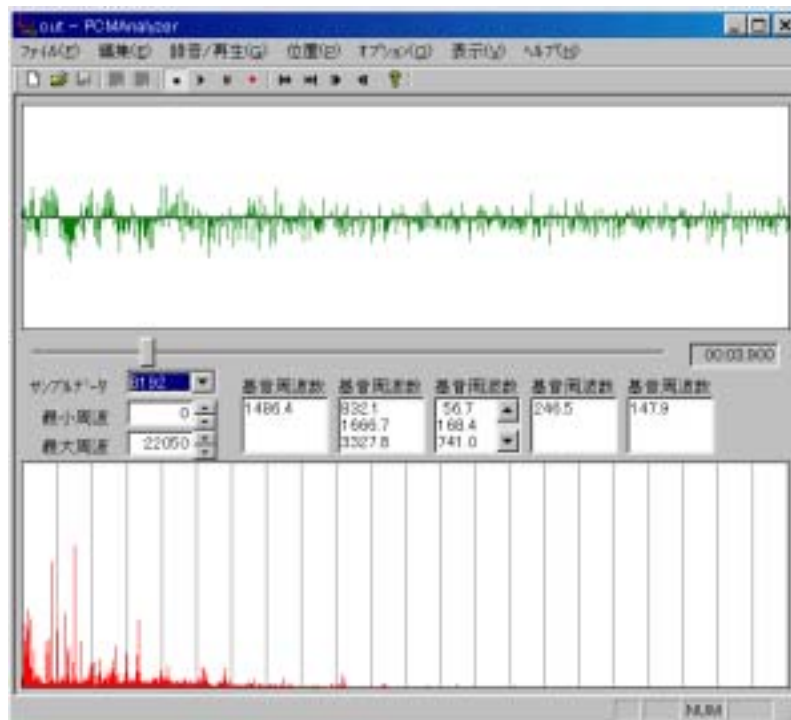 out - PCMAnalyzer
ファイル(F) 編集(E) 録音/再生(G) 位置(P) オプション(O) 表示(V) ヘルプ(H)
00:03.900
サンプルデータ 8192
最小周波 0
最大周波 22050
基音周波数 基音周波数 基音周波数 基音周波数 基音周波数
1486.4 832.1 56.7 246.5 147.9
1666.7 168.4
3327.8 741.0
NUM